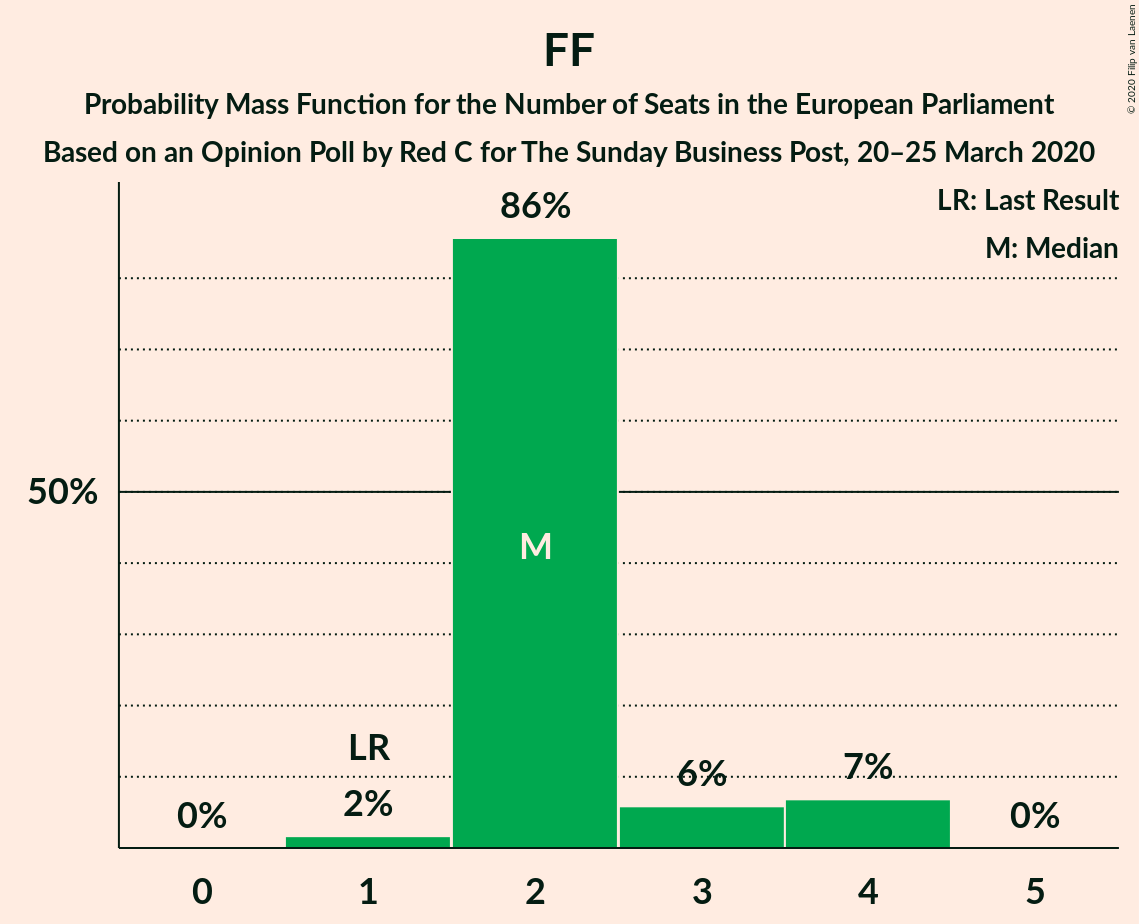 FF
Probability Mass Function for the Number of Seats in the European Parliament
Based on an Opinion Poll by Red C for The Sunday Business Post, 20–25 March 2020
© 2020 Filip van Laenen
LR: Last Result
M: Median
86%
50%
M
LR
0%
2%
6%
7%
0%
0
1
2
3
4
5